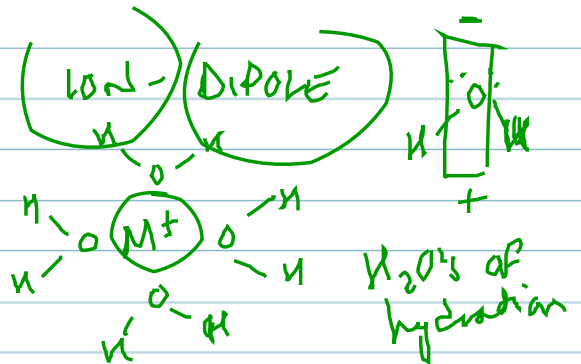 ION - DIPOLE
–
H H
O
H O H
+
H
O M+ O H
H H
O
H H
H2O's of
hydration